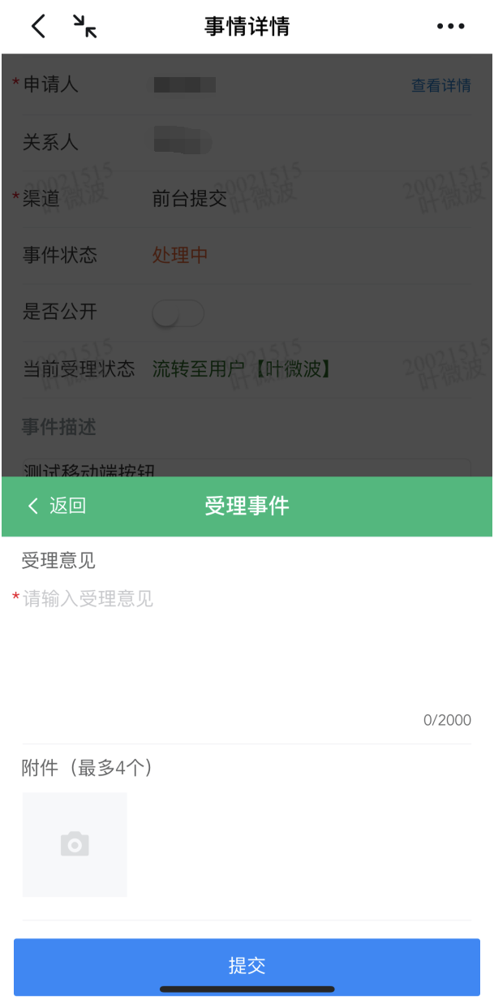 事情详情
*申请人 查看详情
关系人
*渠道 前台提交
20021515 叶微波
20021515 叶微波
20021515 叶微波
事件状态 处理中
是否公开
当前受理状态 流转至用户【叶微波】
20021515 叶微波
20021515 叶微波
20021515 叶微波
事件描述
测试移动端按钮
返回 受理事件
受理意见
*请输入受理意见
0/2000
附件（最多4个）
提交